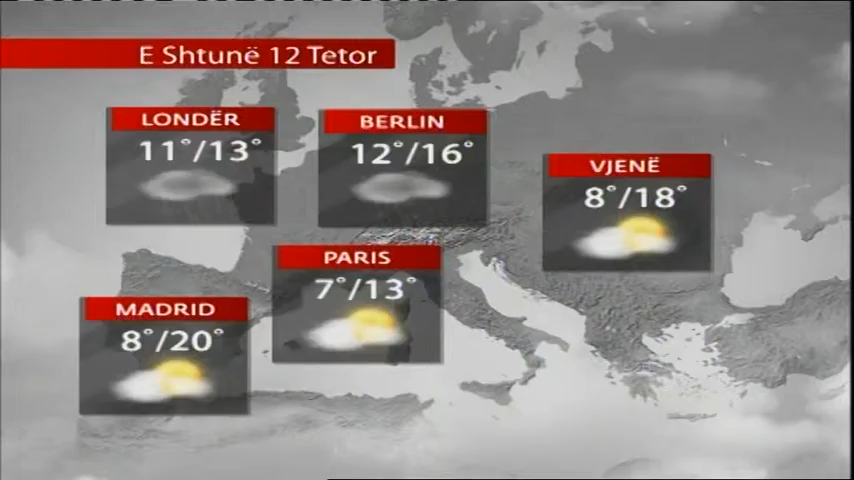 E Shtunë 12 Tetor
LONDËR
11°/13°
BERLIN
12°/16°
VJENË
8°/18°
PARIS
7°/13°
MADRID
8°/20°